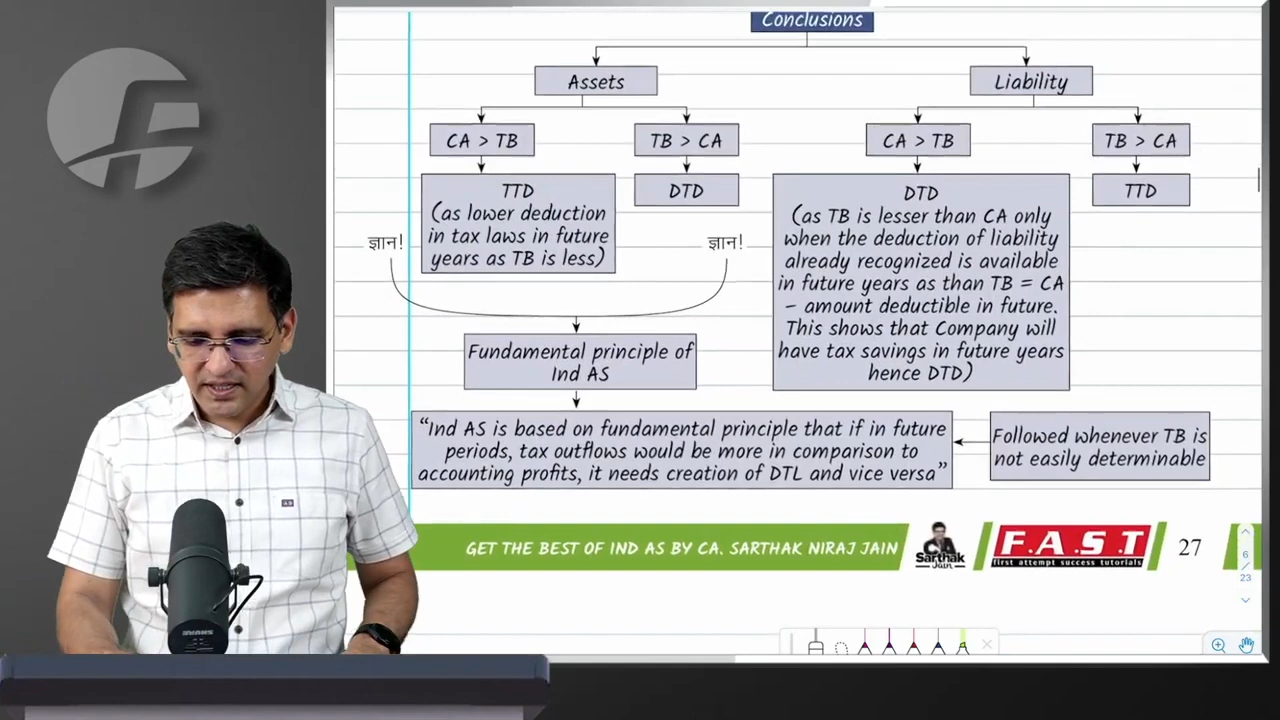 Conclusions
Assets
Liability
CA > TB
TB > CA
CA > TB
TB > CA
TTD
(as lower deduction
in tax laws in future
years as TB is less)
DTD
DTD
(as TB is lesser than CA only
when the deduction of liability
already recognized is available
in future years as than TB = CA
– amount deductible in future.
This shows that Company will
have tax savings in future years
hence DTD)
TTD
ज्ञान!
ज्ञान!
Fundamental principle of
Ind AS
“Ind AS is based on fundamental principle that if in future
periods, tax outflows would be more in comparison to
accounting profits, it needs creation of DTL and vice versa”
Followed whenever TB is
not easily determinable
GET THE BEST OF IND AS BY CA. SARTHAK NIRAJ JAIN
CA
Sarthak
Jain
F.A.S.T
first attempt success tutorials
27
6
/
23
SHURE